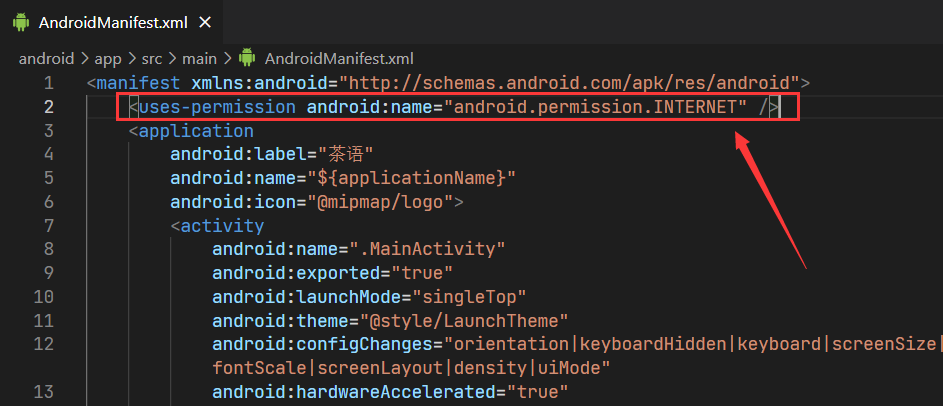 AndroidManifest.xml ×
android > app > src > main > AndroidManifest.xml
1 <manifest xmlns:android="http://schemas.android.com/apk/res/android">
2 <uses-permission android:name="android.permission.INTERNET" />
3 <application
4 android:label="茶语"
5 android:name="${applicationName}"
6 android:icon="@mipmap/logo">
7 <activity
8 android:name=".MainActivity"
9 android:exported="true"
10 android:launchMode="singleTop"
11 android:theme="@style/LaunchTheme"
12 android:configChanges="orientation|keyboardHidden|keyboard|screenSize|
fontScale|screenLayout|density|uiMode"
13 android:hardwareAccelerated="true"